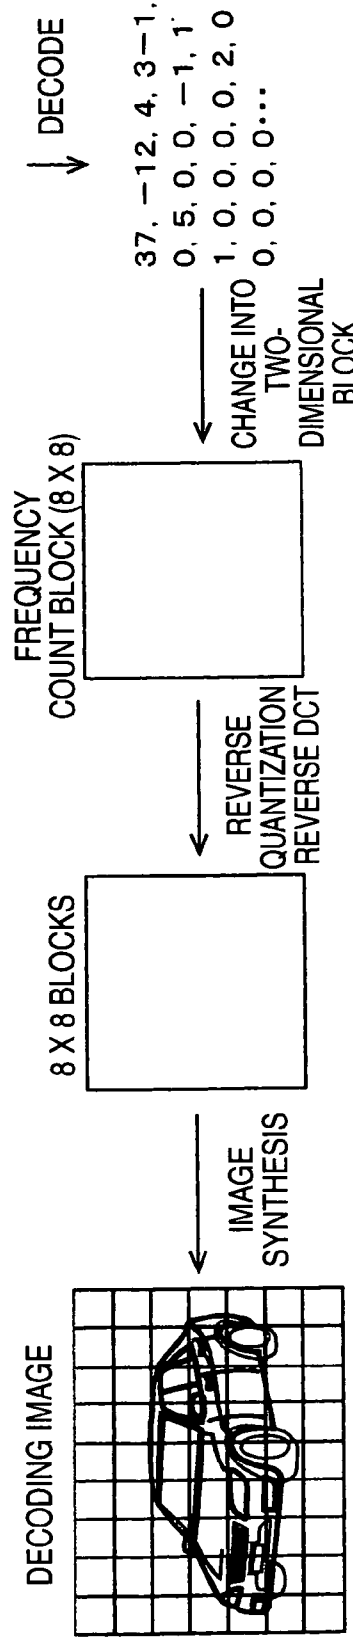 DECODE
37, −12, 4, 3−1,
0, 5, 0, 0, −1, 1
1, 0, 0, 0, 0, 2, 0
0, 0, 0, 0···
CHANGE INTO
TWO-
DIMENSIONAL
BLOCK
FREQUENCY
COUNT BLOCK (8 X 8)
REVERSE
QUANTIZATION
REVERSE DCT
8 X 8 BLOCKS
IMAGE
SYNTHESIS
DECODING IMAGE